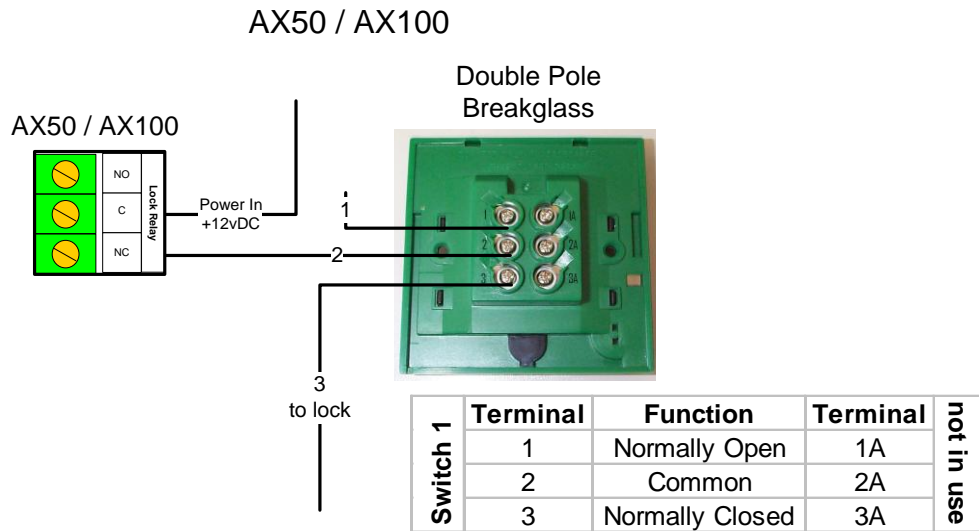 AX50 / AX100
Double Pole
Breakglass
AX50 / AX100
NO
C
NC
Lock Relay
Power In
+12vDC
1
2
3
to lock
1 1A
2 2A
3 3A
Switch 1
Terminal Function Terminal
1 Normally Open 1A
2 Common 2A
3 Normally Closed 3A
not in use